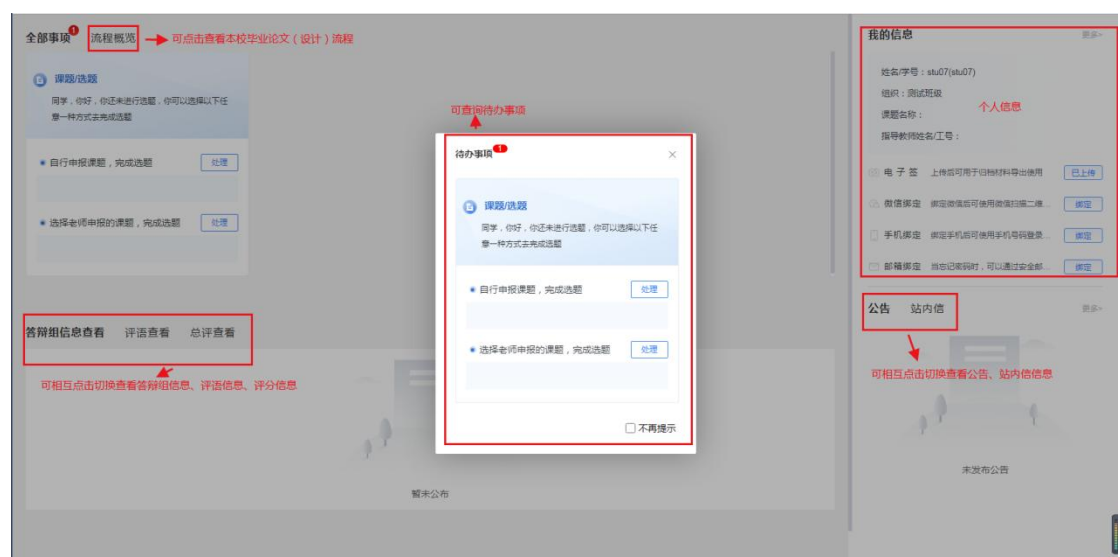 全部事项 1 流程概览 可点击查看本校毕业论文（设计）流程
课题/选题
同学，你好，你还未进行选题，你可以选择以下任
意一种方式去完成选题
自行申报课题，完成选题 处理
选择老师申报的课题，完成选题 处理
答辩组信息查看 评语查看 总评查看
可相互点击切换查看答辩组信息、评语信息、评分信息
暂未公布
可查询待办事项
待办事项 1 ×
课题/选题
同学，你好，你还未进行选题，你可以选择以下任
意一种方式去完成选题
自行申报课题，完成选题 处理
选择老师申报的课题，完成选题 处理
不再提示
我的信息 更多>
姓名/学号：stu07(stu07)
组织：测试班级
课题名称：
指导教师姓名/工号：
个人信息
电 子 签 上传后可用于归档材料导出使用 已上传
微信绑定 绑定微信后可使用微信扫描二维... 绑定
手机绑定 绑定手机后可使用手机号码登录... 绑定
邮箱绑定 当忘记密码时，可以通过安全邮... 绑定
公告 站内信 更多>
可相互点击切换查看公告、站内信信息
未发布公告